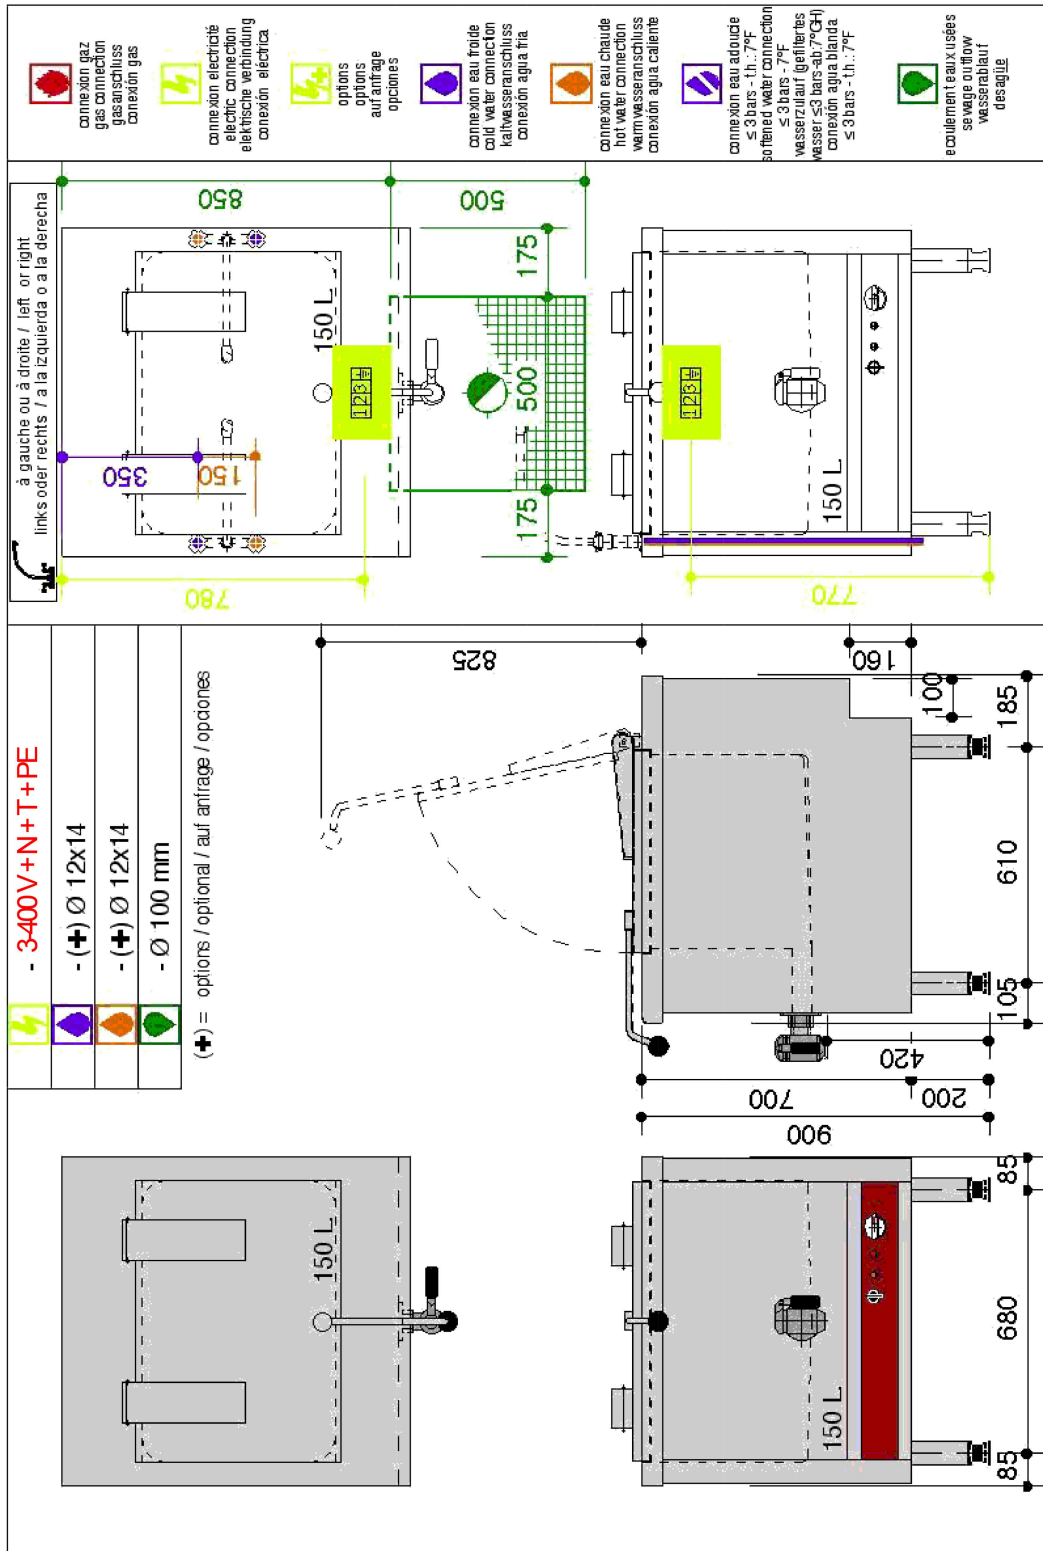 connexion gaz
gas connection
gasanschluss
conexión gas
connexion electricité
electric connection
elektrische verbindung
conexión eléctrica
options
options
auf anfrage
opciones
connexion eau froide
cold water connection
kaltwasseranschluss
conexión agua fria
connexion eau chaude
hot water connection
warmwasseranschluss
conexión agua caliente
connexion eau adoucie
≤ 3 bars - t.h.: 7°F
softened water connection
≤ 3 bars - 7°F
wasserzulauf (gefiltertes
wasser ≤3 bars-ab:7°GH)
conexión agua blanda
≤ 3 bars - t.h.: 7°F
ecoulement eaux usées
sewage outflow
wasserablauf
desagüe
à gauche ou à droite / left or right
links oder rechts / a la izquierda o a la derecha
850
500
350
150
780
150 L.
123
175
500
175
123
150 L.
770
- 3-400V+N+T+PE
- (+) Ø 12x14
- (+) Ø 12x14
- Ø 100 mm
(+) = options / optional / auf anfrage / opciones
825
160
100
185
610
105
420
700
200
900
150 L.
150 L.
85
680
85